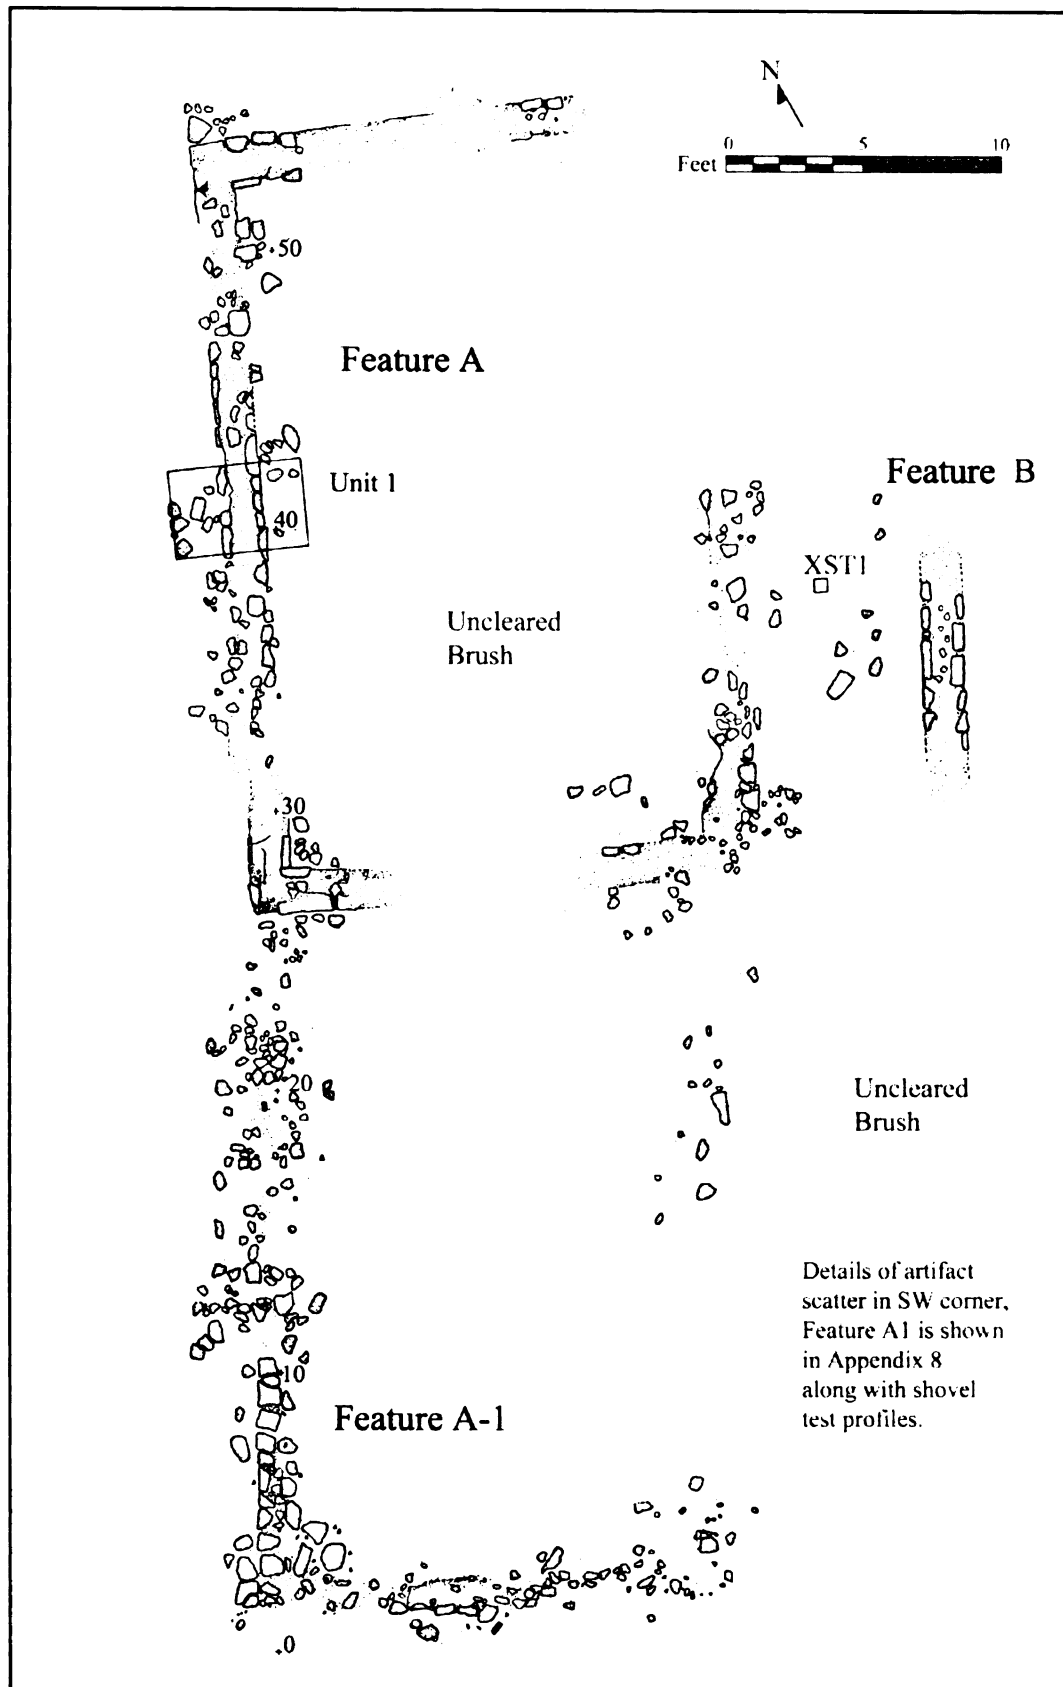 N
0 5 10
Feet
+50
Feature A
Unit 1
40
Feature B
XST1
Uncleared
Brush
+30
+20
Uncleared
Brush
Details of artifact
scatter in SW corner,
Feature A1 is shown
in Appendix 8
along with shovel
test profiles.
+10
Feature A-1
+0